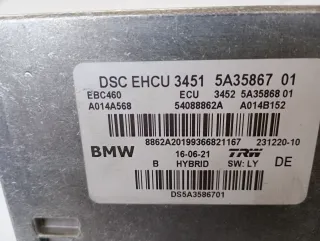 DSC EHCU 3451 5A35867 01
EBC460 ECU 3452 5A35868 01
A014A568 54088862A A014B152
8862A20199366821167 231220-10
BMW 16-06-21 TRW DE
B HYBRID SW: LY
DS5A3586701